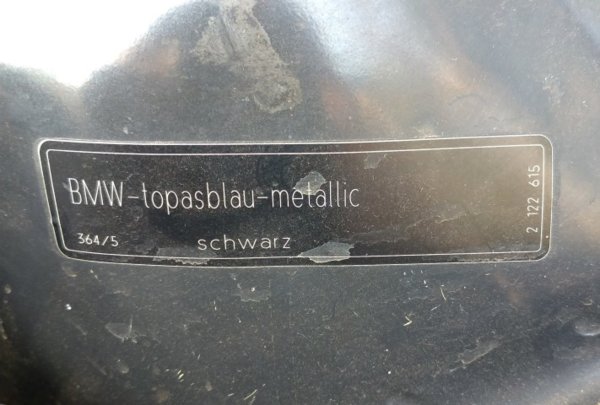 BMW-topasblau-metallic
364/5 schwarz
2 122 615